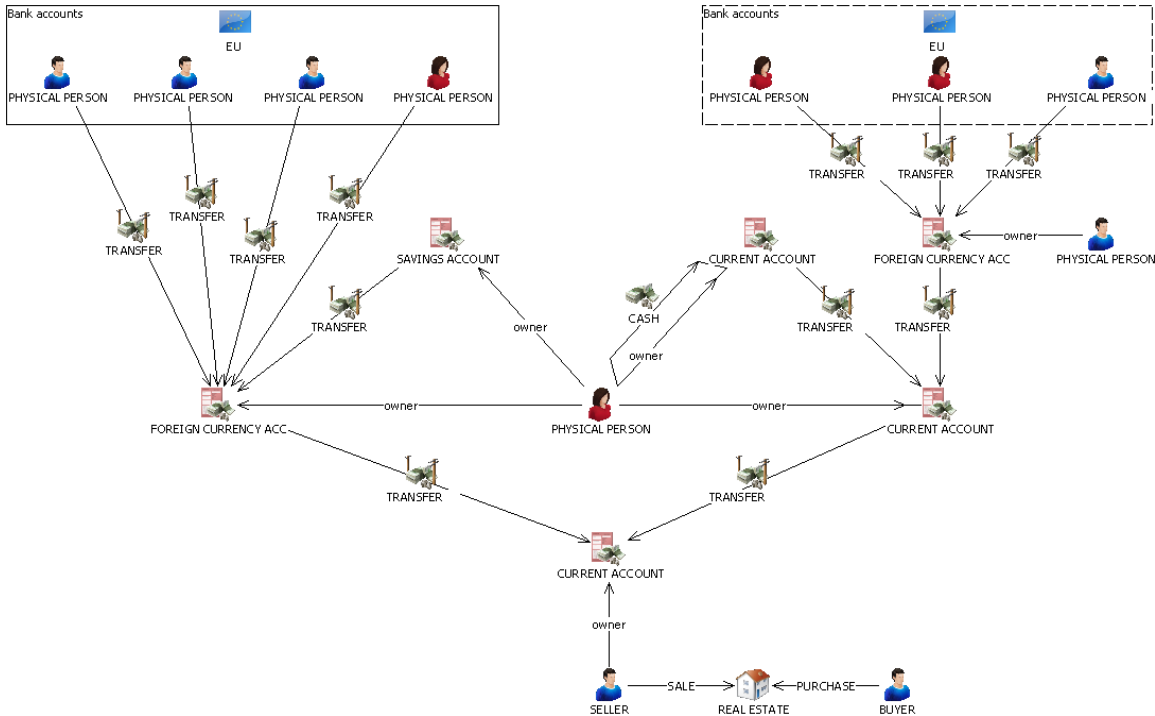 Bank accounts
EU
PHYSICAL PERSON
PHYSICAL PERSON
PHYSICAL PERSON
PHYSICAL PERSON
Bank accounts
EU
PHYSICAL PERSON
PHYSICAL PERSON
PHYSICAL PERSON
TRANSFER
TRANSFER
TRANSFER
TRANSFER
TRANSFER
TRANSFER
TRANSFER
SAVINGS ACCOUNT
CURRENT ACCOUNT
FOREIGN CURRENCY ACC
owner
PHYSICAL PERSON
TRANSFER
owner
CASH
owner
TRANSFER
TRANSFER
FOREIGN CURRENCY ACC
owner
PHYSICAL PERSON
owner
CURRENT ACCOUNT
TRANSFER
TRANSFER
CURRENT ACCOUNT
owner
SELLER
SALE
REAL ESTATE
PURCHASE
BUYER